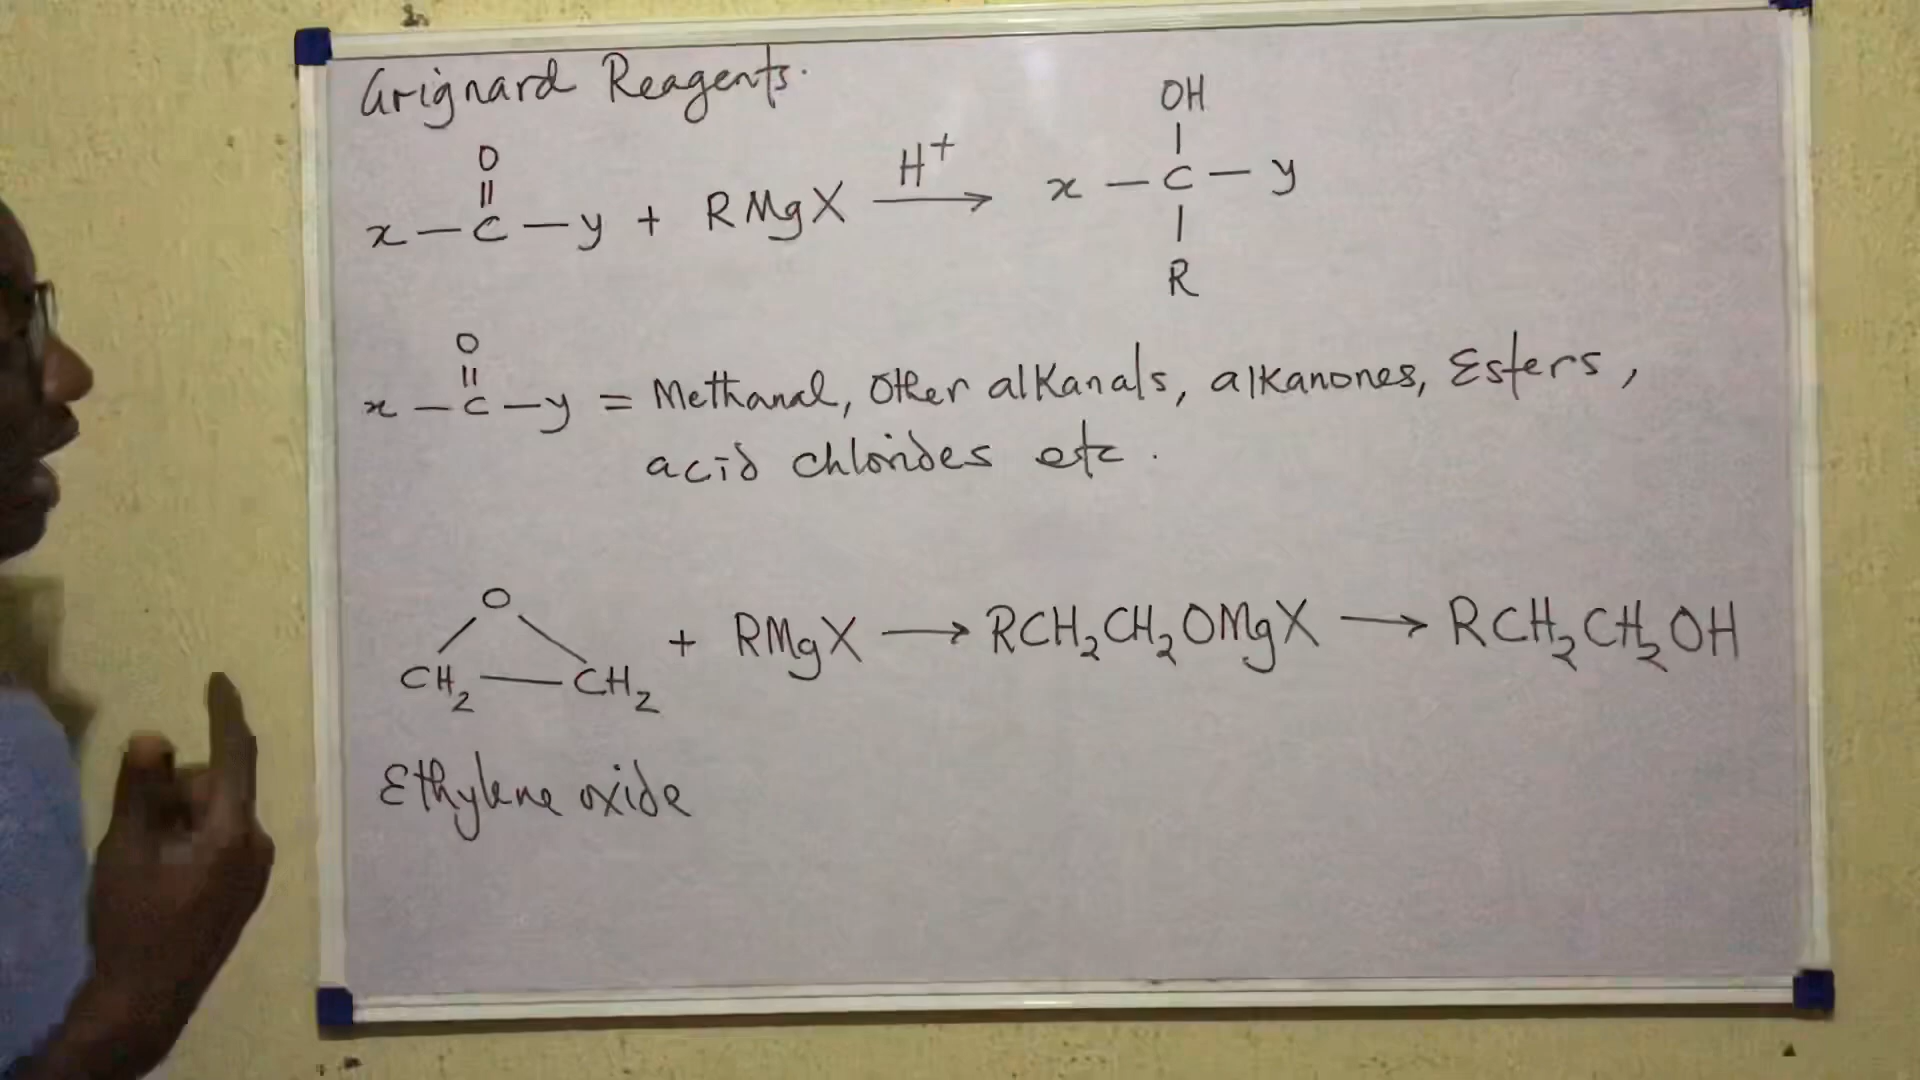 Grignard Reagents.
O
||
x — C — y + RMgX H⁺ → x — C — y
OH
|
|
R
O
||
x — C — y = Methanal, Other alkanals, alkanones, Esters,
acid chlorides etc.
O
CH₂ — CH₂ + RMgX → RCH₂CH₂OMgX → RCH₂CH₂OH
Ethylene oxide